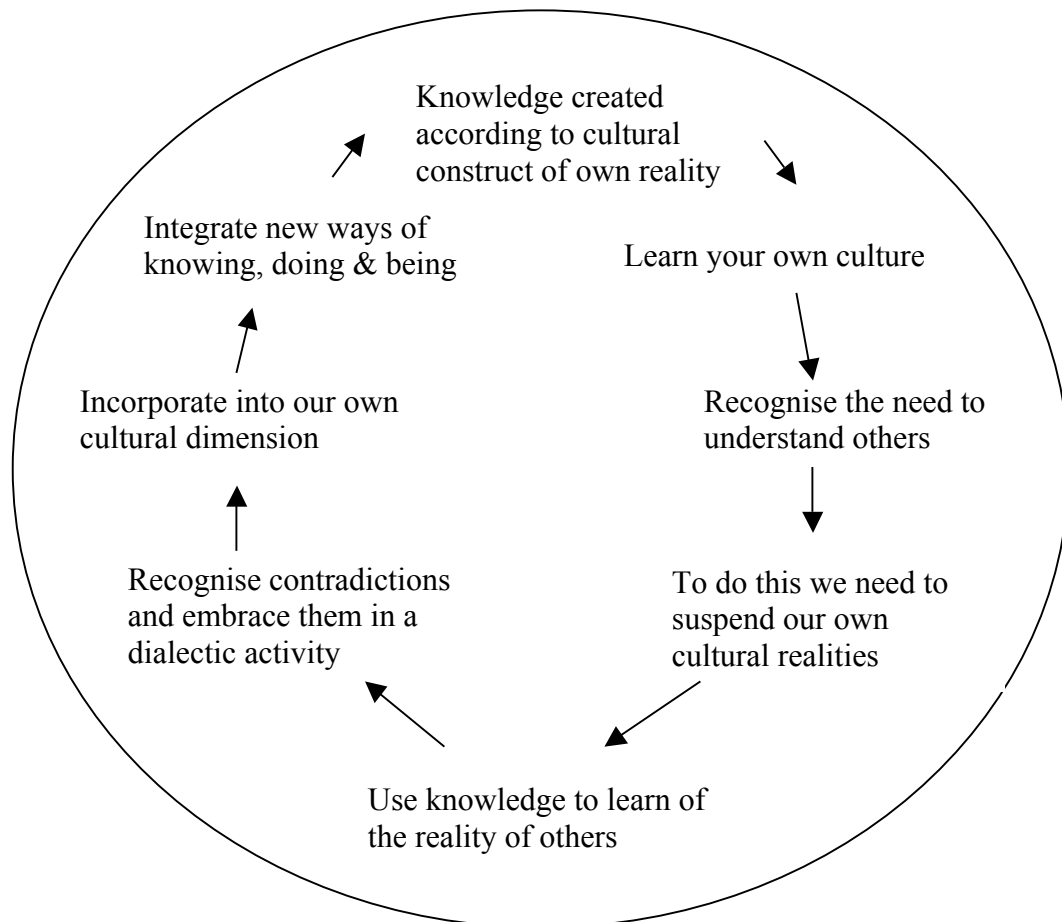 Knowledge created
according to cultural
construct of own reality
Learn your own culture
Recognise the need to
understand others
To do this we need to
suspend our own
cultural realities
Use knowledge to learn of
the reality of others
Recognise contradictions
and embrace them in a
dialectic activity
Incorporate into our own
cultural dimension
Integrate new ways of
knowing, doing & being